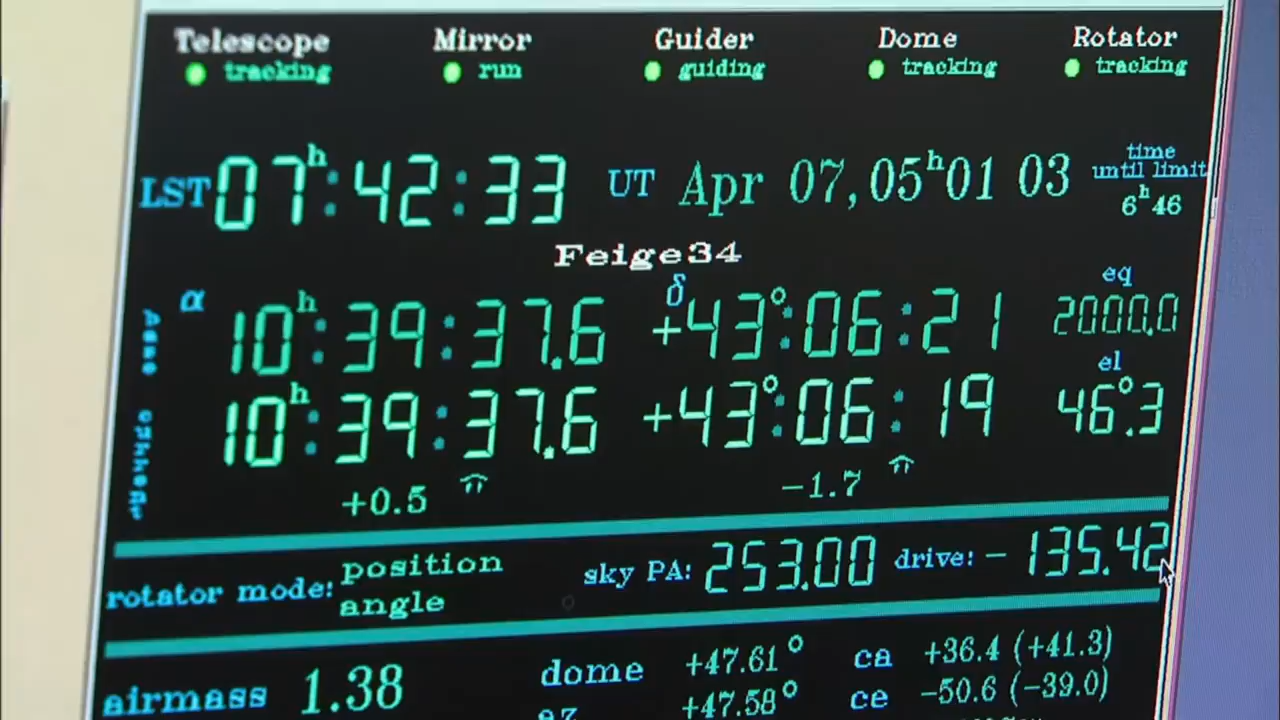 Telescope Mirror Guider Dome Rotator
tracking run guiding tracking tracking
LST 07h:42:33 UT Apr 07, 05h01 03 time until limit 6h46
Feige34
base α 10h:39:37.6 δ +43°:06:21 eq 2000.0
current 10h:39:37.6 +43°:06:19 el 46°.3
+0.5 " -1.7 "
rotator mode: position angle sky PA: 253.00 drive: -135.42
airmass 1.38 dome +47.61° ca +36.4 (+41.3)
az +47.58° ce -50.6 (-39.0)